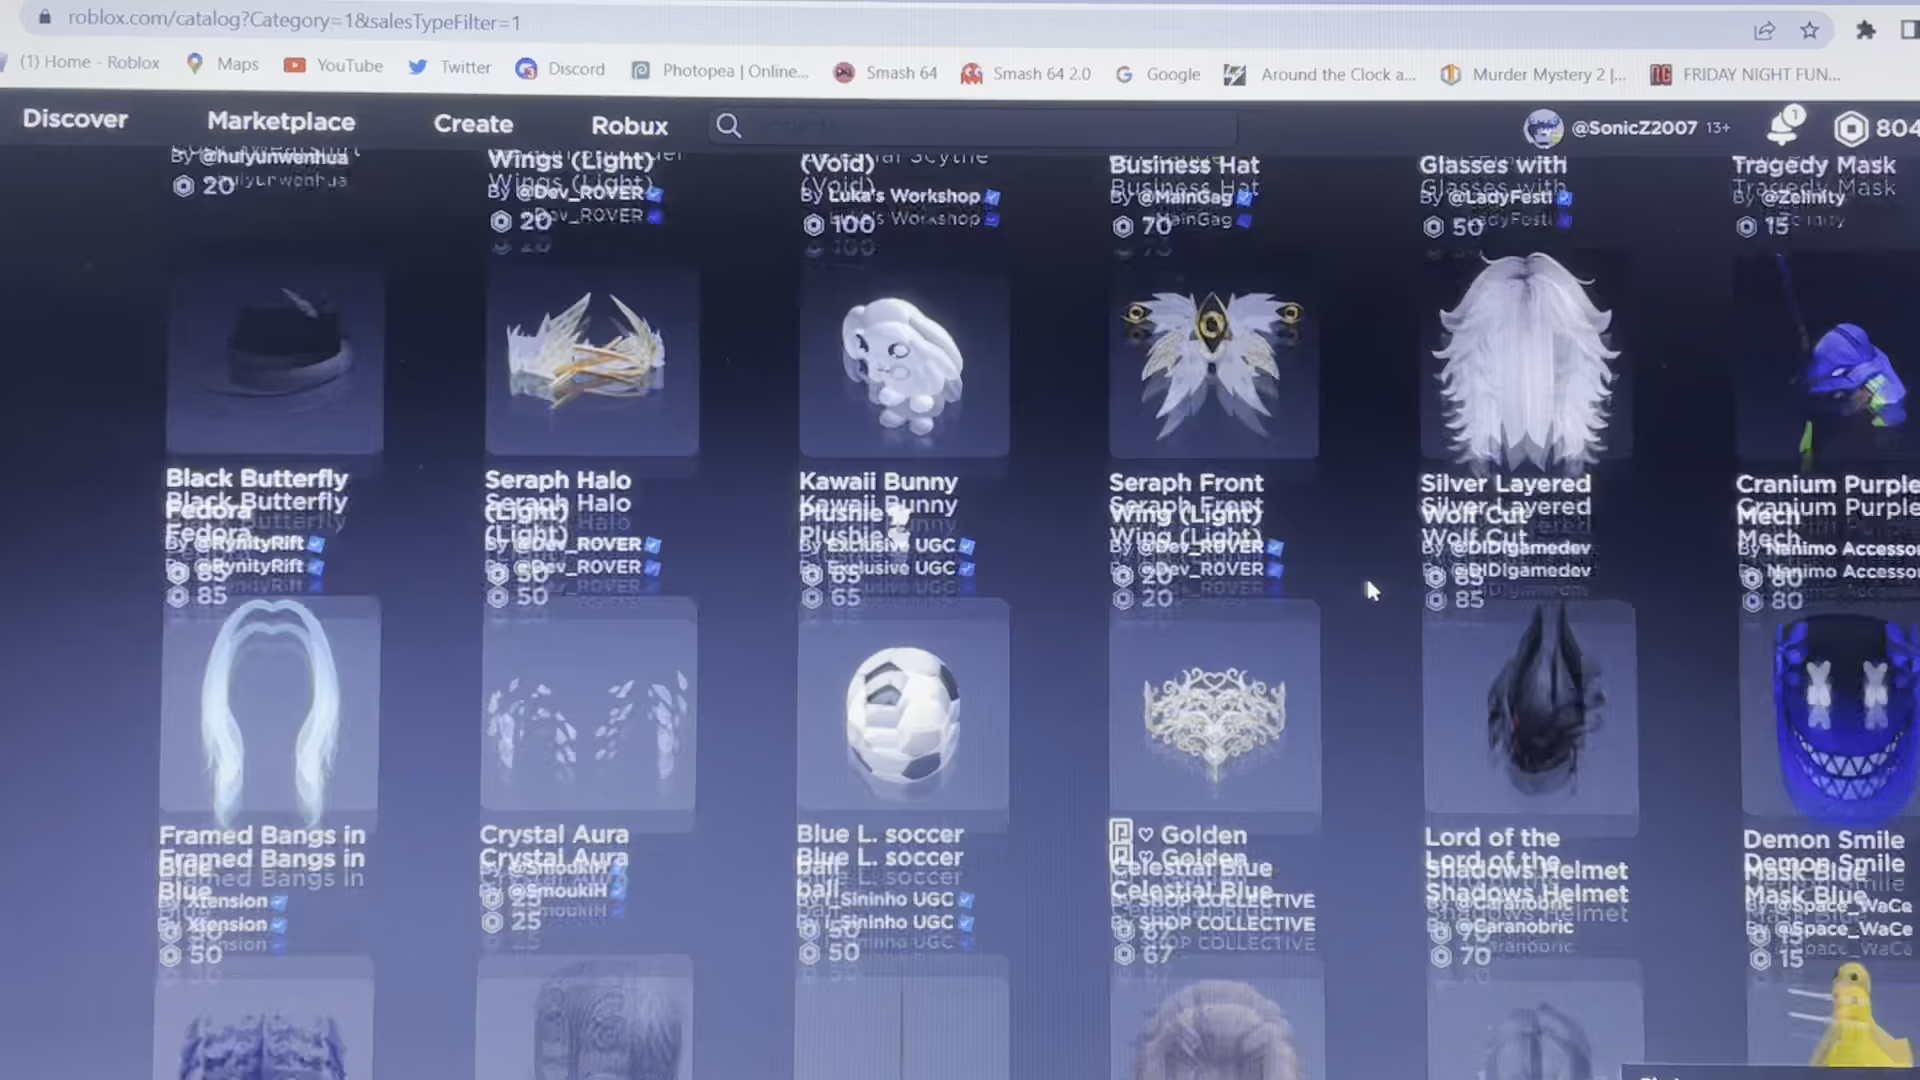 roblox.com/catalog?Category=1&salesTypeFilter=1
(1) Home - Roblox Maps YouTube Twitter Discord Photopea | Online... Smash 64 Smash 64 2.0 Google Around the Clock a... Murder Mystery 2 |... FRIDAY NIGHT FUN...
Discover Marketplace Create Robux @SonicZ2007 13+ 1 804
By @huiyunwenhua
20
Wings (Light)
By @Dev_R0VER
20
(Void)
By Luka's Workshop
100
Business Hat
By @MainGag
70
Glasses with
By @LadyFesti
50
Tragedy Mask
By @Zelinity
15
Black Butterfly
Fedora
By @RynityRift
85
Seraph Halo
(Light)
By @Dev_R0VER
50
Kawaii Bunny
Plushie
By Exclusive UGC
65
Seraph Front
Wing (Light)
By @Dev_R0VER
20
Silver Layered
Wolf Cut
By @DIDIgamedev
85
Cranium Purple
Mech
By Nanimo Accessor
80
Framed Bangs in
Blue
By Xtension
50
Crystal Aura
By @SmoukiH
25
Blue L. soccer
ball
By I_Sininho UGC
50
♡ Golden
Celestial Blue
By SHOP COLLECTIVE
67
Lord of the
Shadows Helmet
By @Caranobric
70
Demon Smile
Mask Blue
By @Space_WaCe
15